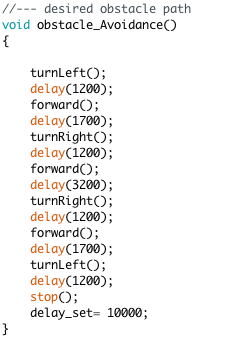 //--- desired obstacle path
void obstacle_Avoidance()
{
turnLeft();
delay(1200);
forward();
delay(1700);
turnRight();
delay(1200);
forward();
delay(3200);
turnRight();
delay(1200);
forward();
delay(1700);
turnLeft();
delay(1200);
stop();
delay_set= 10000;
}